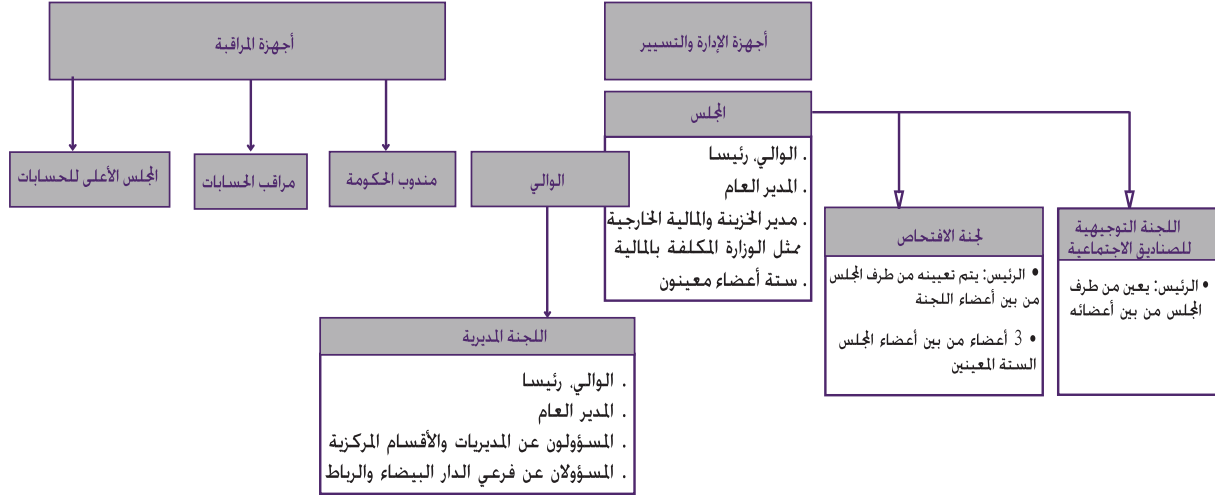 أجهزة الإدارة والتسيير
المجلس
. الوالي، رئيسا
. المدير العام
. مدير الخزينة والمالية الخارجية
ممثل الوزارة المكلفة بالمالية
. ستة أعضاء معينون
اللجنة التوجيهية
للصناديق الاجتماعية
• الرئيس: يعين من طرف
المجلس من بين أعضائه
لجنة الافتحاص
• الرئيس: يتم تعيينه من طرف المجلس
من بين أعضاء اللجنة
• 3 أعضاء من بين أعضاء المجلس
الستة المعينين
الوالي
اللجنة المديرية
. الوالي، رئيسا
. المدير العام
. المسؤولون عن المديريات والأقسام المركزية
. المسؤولان عن فرعي الدار البيضاء والرباط
أجهزة المراقبة
مندوب الحكومة
مراقب الحسابات
المجلس الأعلى للحسابات